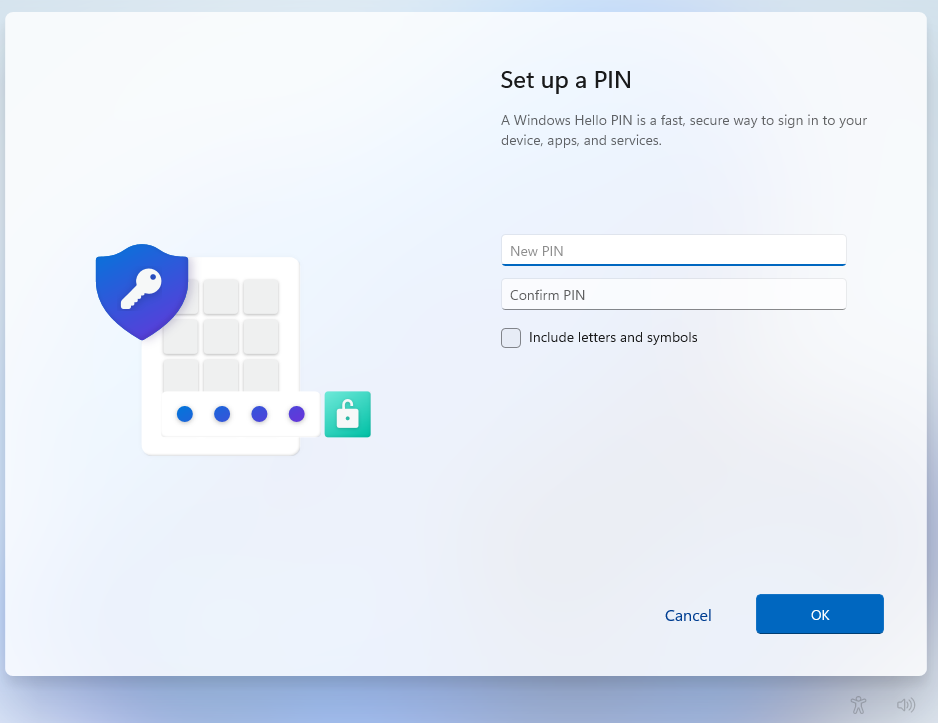 Set up a PIN
A Windows Hello PIN is a fast, secure way to sign in to your
device, apps, and services.
New PIN
Confirm PIN
Include letters and symbols
Cancel
OK